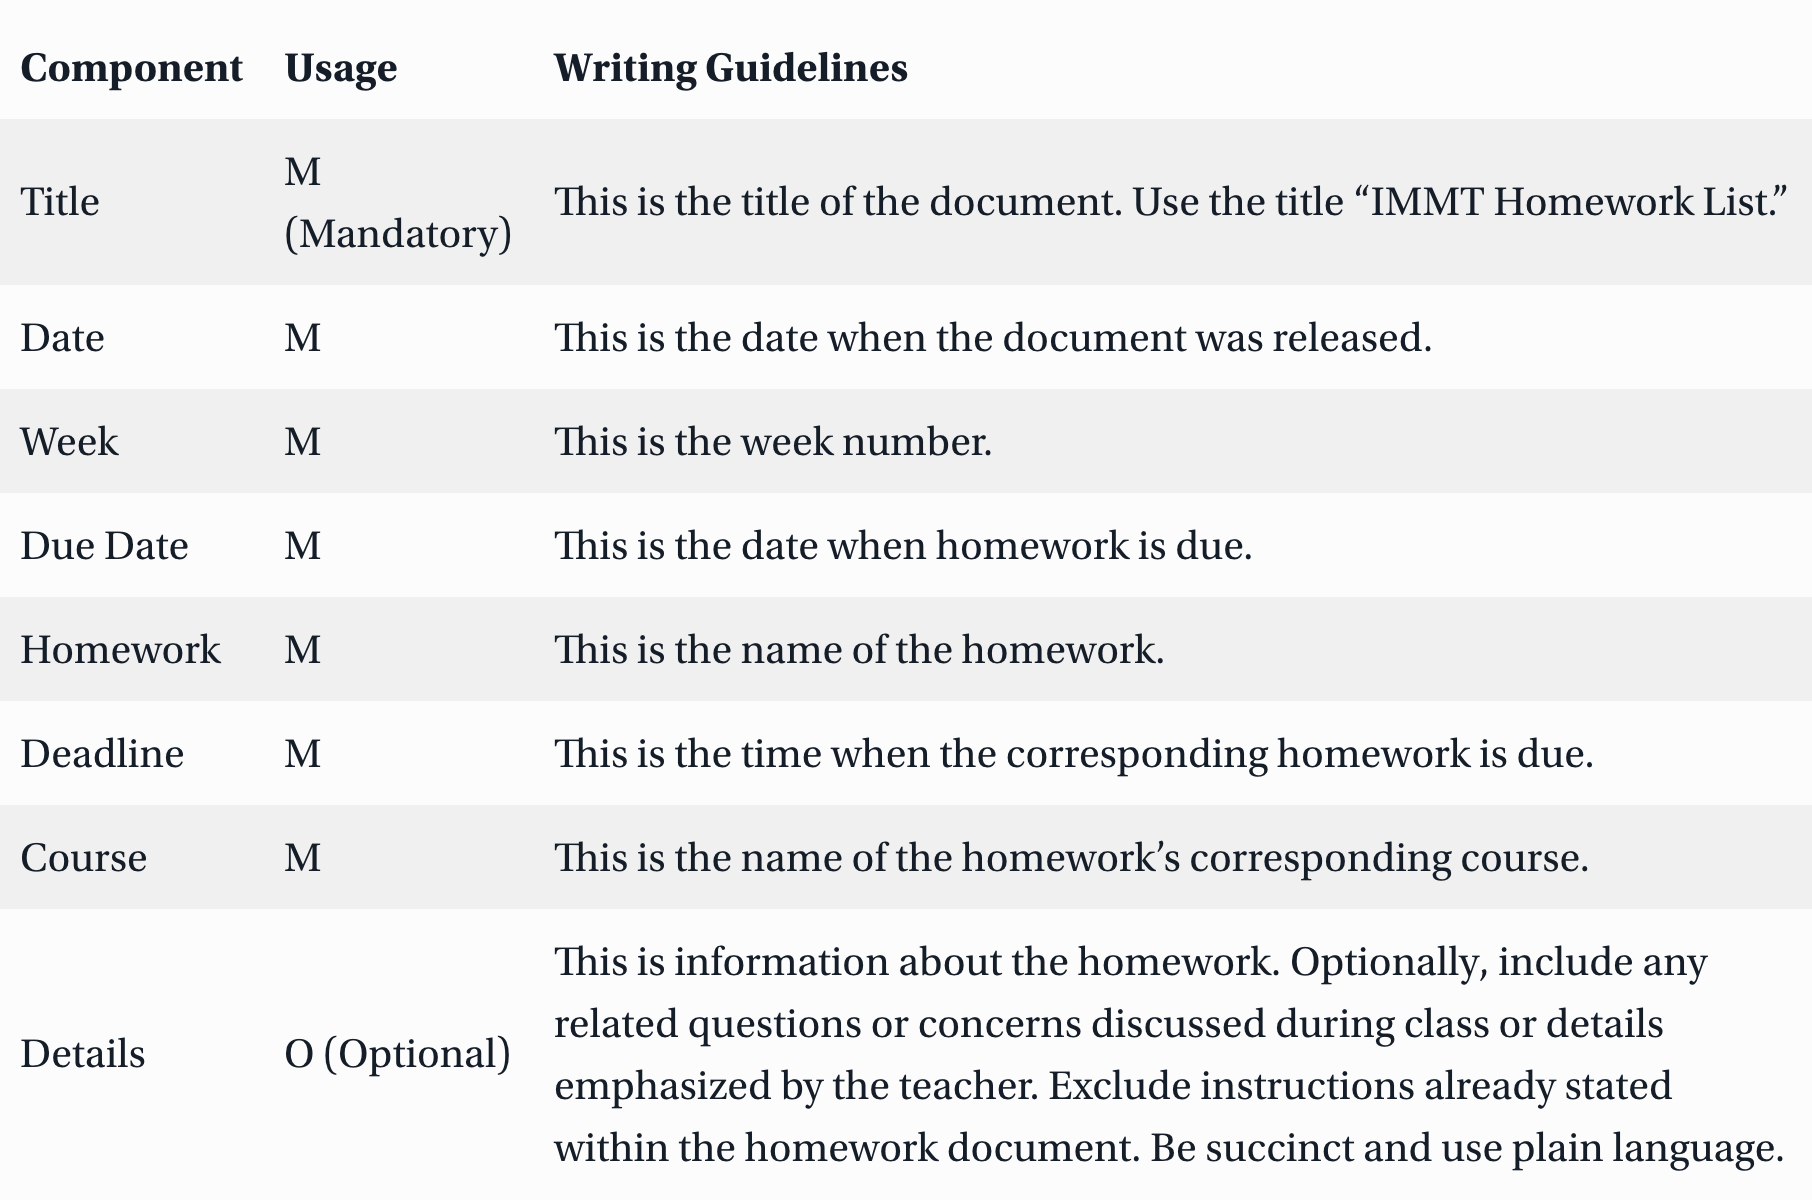 Component Usage Writing Guidelines
Title M (Mandatory) This is the title of the document. Use the title “IMMT Homework List.”
Date M This is the date when the document was released.
Week M This is the week number.
Due Date M This is the date when homework is due.
Homework M This is the name of the homework.
Deadline M This is the time when the corresponding homework is due.
Course M This is the name of the homework’s corresponding course.
Details O (Optional) This is information about the homework. Optionally, include any
related questions or concerns discussed during class or details
emphasized by the teacher. Exclude instructions already stated
within the homework document. Be succinct and use plain language.